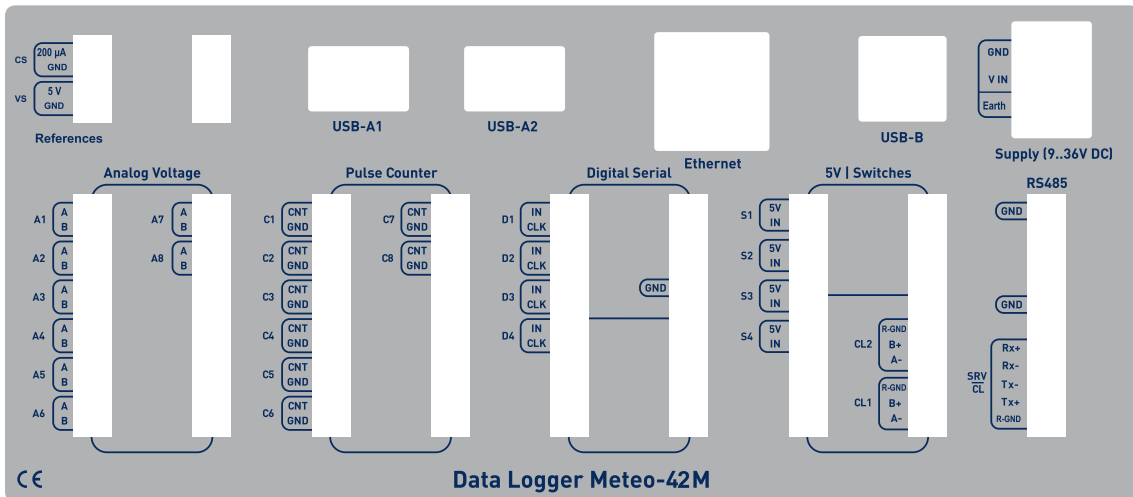 CS
200 µA
GND
VS
5 V
GND
References
USB-A1
USB-A2
Ethernet
USB-B
GND
V IN
Earth
Supply (9..36V DC)
Analog Voltage
A1
A
B
A2
A
B
A3
A
B
A4
A
B
A5
A
B
A6
A
B
A7
A
B
A8
A
B
Pulse Counter
C1
CNT
GND
C2
CNT
GND
C3
CNT
GND
C4
CNT
GND
C5
CNT
GND
C6
CNT
GND
C7
CNT
GND
C8
CNT
GND
Digital Serial
D1
IN
CLK
D2
IN
CLK
D3
IN
CLK
D4
IN
CLK
GND
5V | Switches
S1
5V
IN
S2
5V
IN
S3
5V
IN
S4
5V
IN
CL2
R-GND
B+
A-
CL1
R-GND
B+
A-
RS485
GND
GND
SRV
CL
Rx+
Rx-
Tx-
Tx+
R-GND
CE
Data Logger Meteo-42M